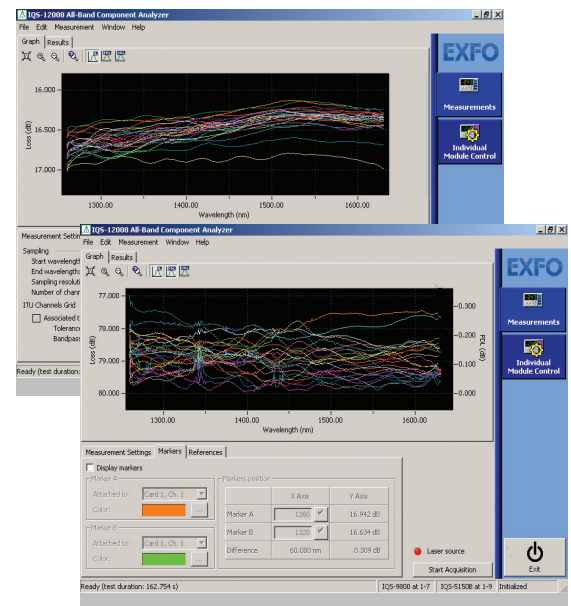 IQS-12008 All-Band Component Analyzer
File Edit Measurement Window Help
Graph Results
EXFO
Measurements
Individual
Module Control
Loss (dB)
16.000
16.500
17.000
1300.00 1400.00 1500.00 1600.00
Wavelength (nm)
Measurement Settin
Sampling
Start wavelengt
End wavelength:
Sampling resoluti
Number of chanr
ITU Channels Grid
Associated t
Toleranc
Bandpas
Ready (test duration:
IQS-12008 All-Band Component Analyzer
File Edit Measurement Window Help
Graph Results
EXFO
Measurements
Individual
Module Control
Loss (dB)
77.000
78.000
79.000
80.000
-0.300
-0.200
-0.100
-0.000
PDL (dB)
1300.00 1400.00 1500.00 1600.00
Wavelength (nm)
Measurement Settings Markers References
Display markers
Marker A
Attached to: Card 1, Ch. 1
Color: ...
Marker B
Attached to: Card 1, Ch. 1
Color: ...
Markers position
X Axis Y Axis
Marker A 1260 16.942 dB
Marker B 1320 16.634 dB
Difference 60.000 nm 0.309 dB
Laser source
Start Acquisition
Exit
Ready (test duration: 162.754 s) IQS-9800 at 1-7 IQS-5150B at 1-9 Initialized